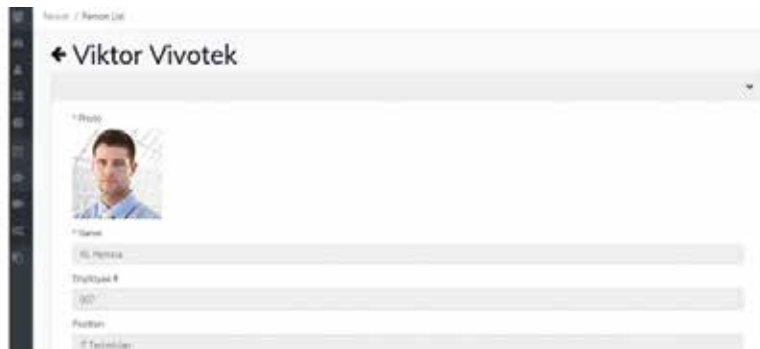 Person / Person List
Viktor Vivotek
* Photo
* Name
Employee #
007
Position
IT Technician